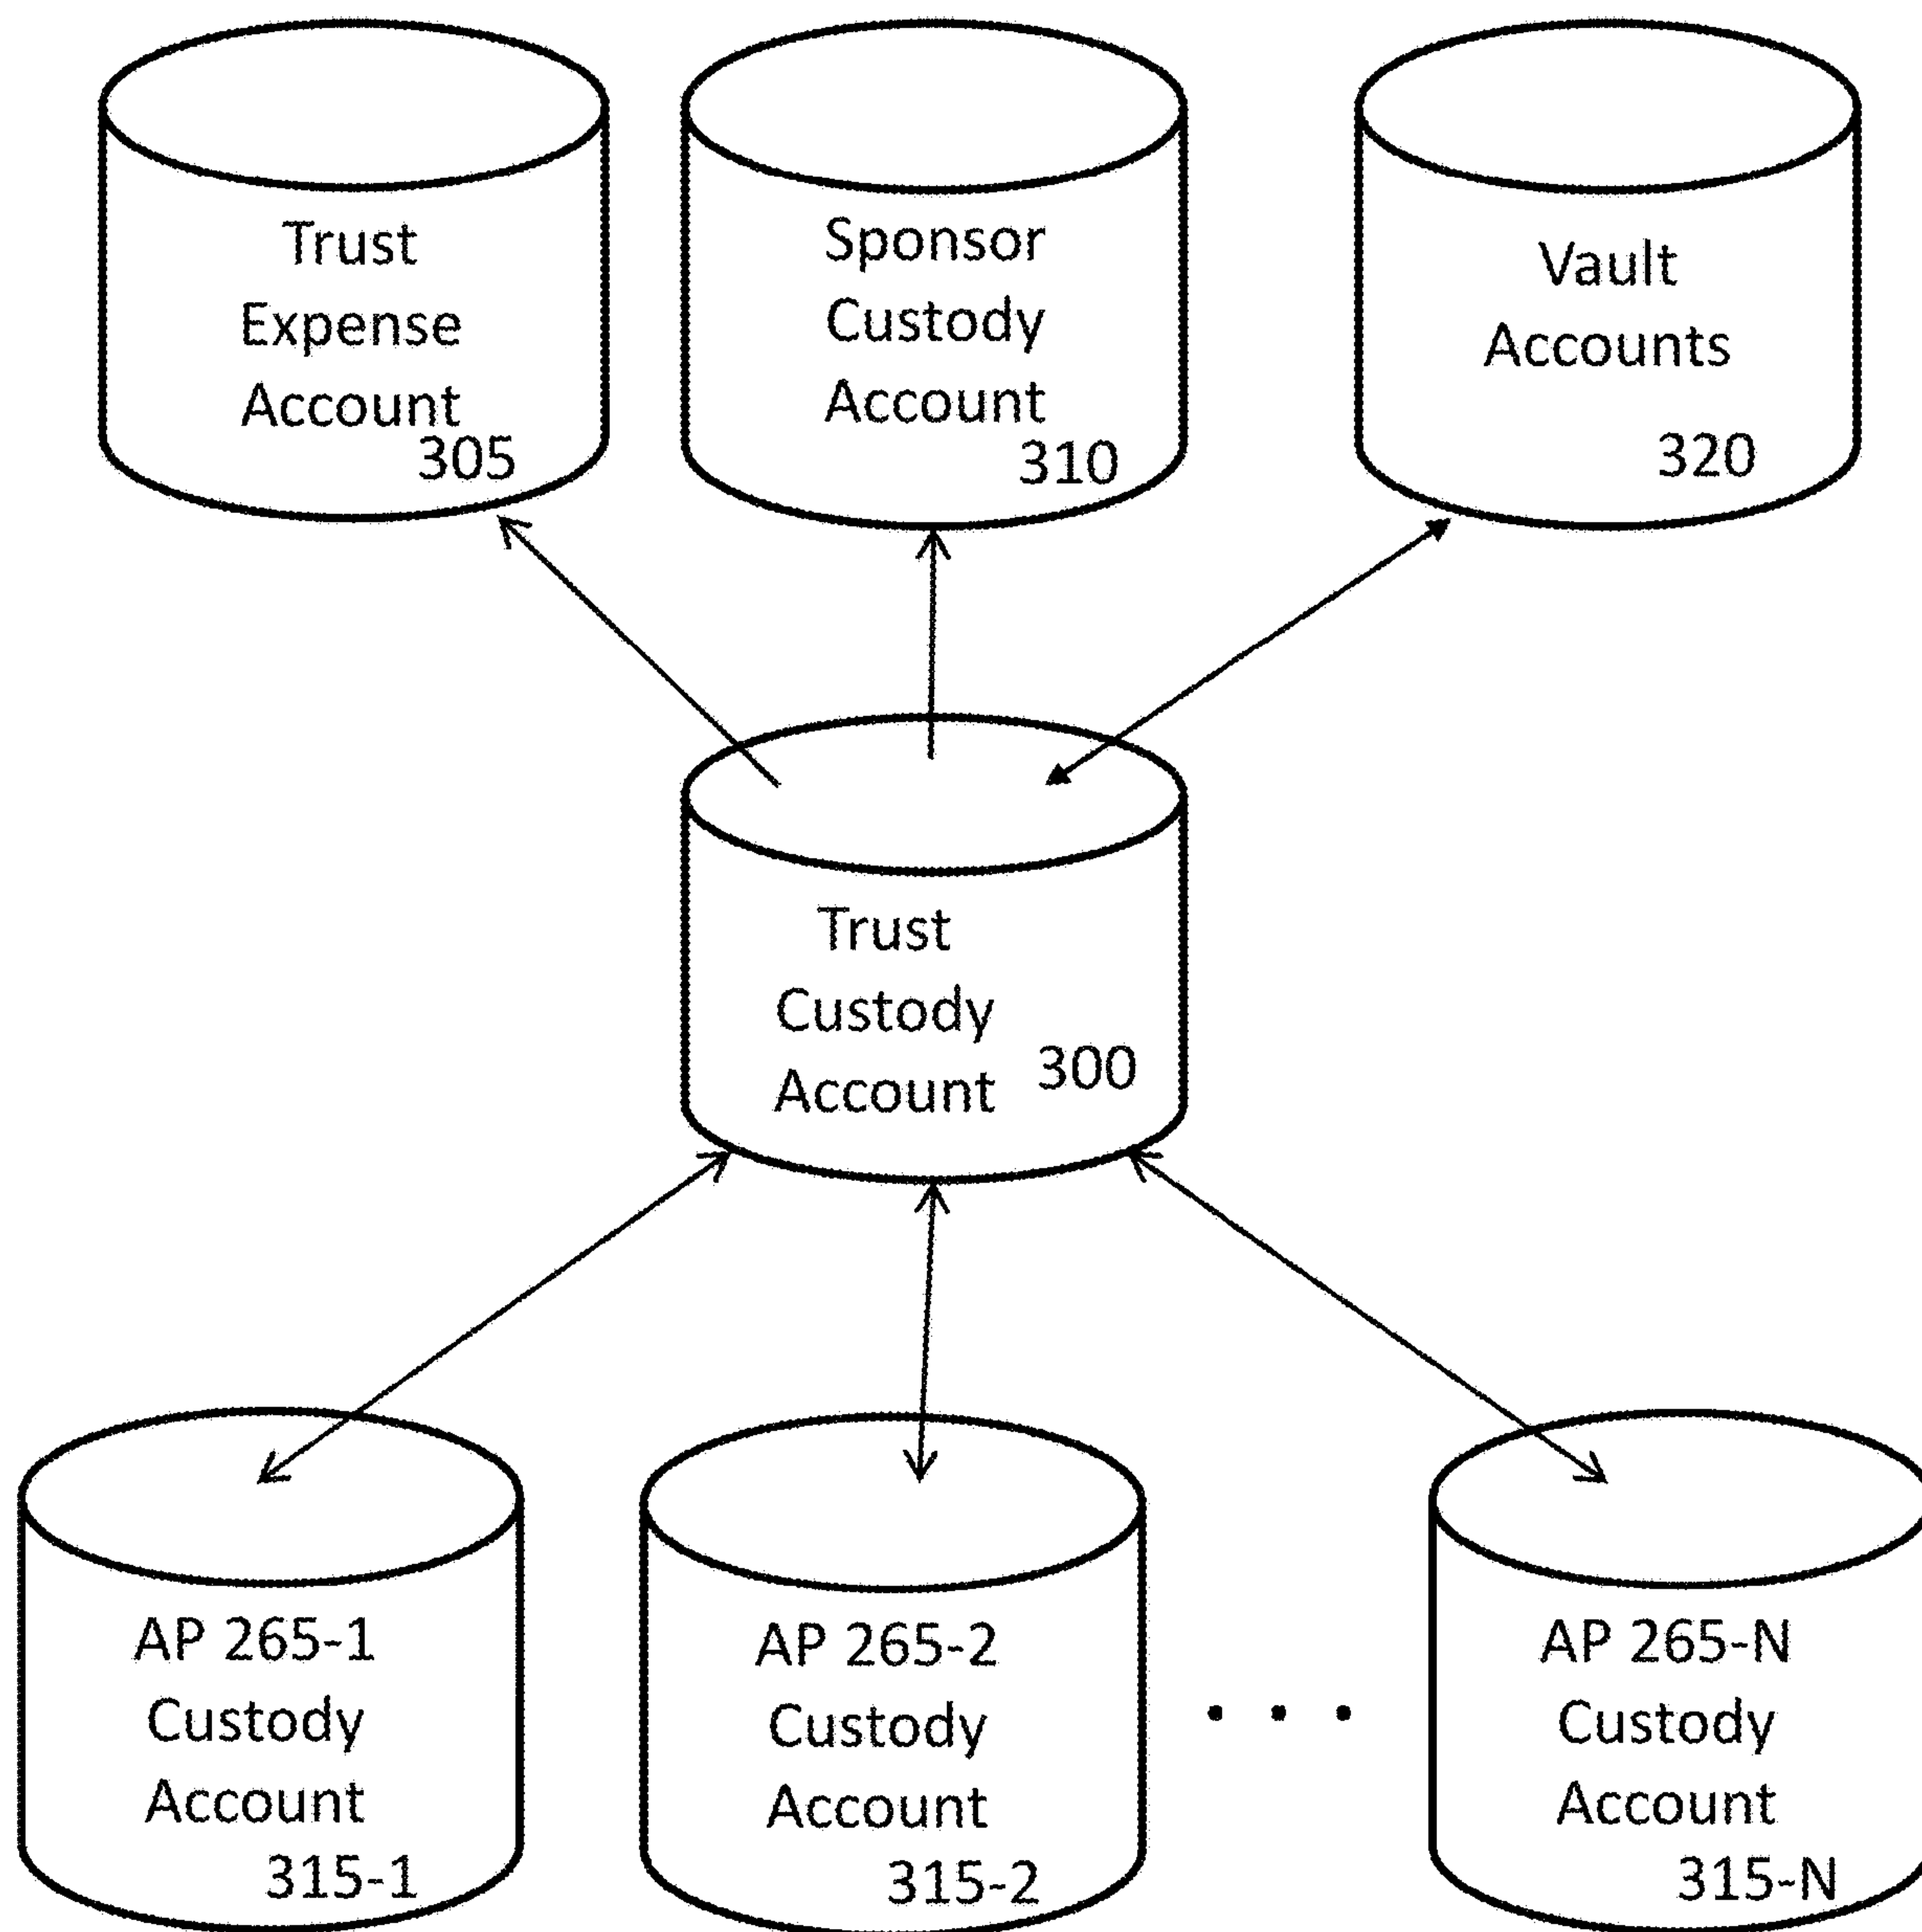 Trust
Expense
Account
305
Sponsor
Custody
Account
310
Vault
Accounts
320
Trust
Custody
Account 300
AP 265-1
Custody
Account
315-1
AP 265-2
Custody
Account
315-2
. . .
AP 265-N
Custody
Account
315-N